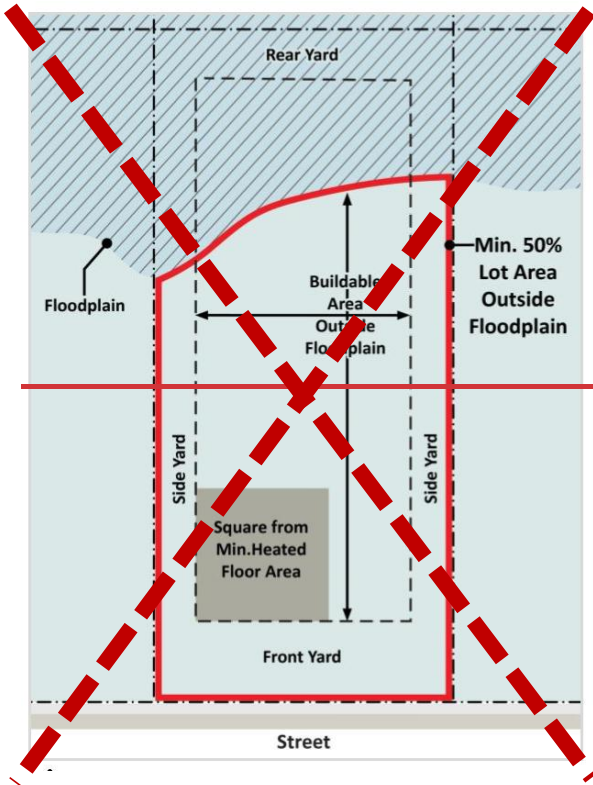 Rear Yard
Floodplain
Min. 50%
Lot Area
Outside
Floodplain
Buildable
Area
Outside
Floodplain
Side Yard
Side Yard
Square from
Min.Heated
Floor Area
Front Yard
Street